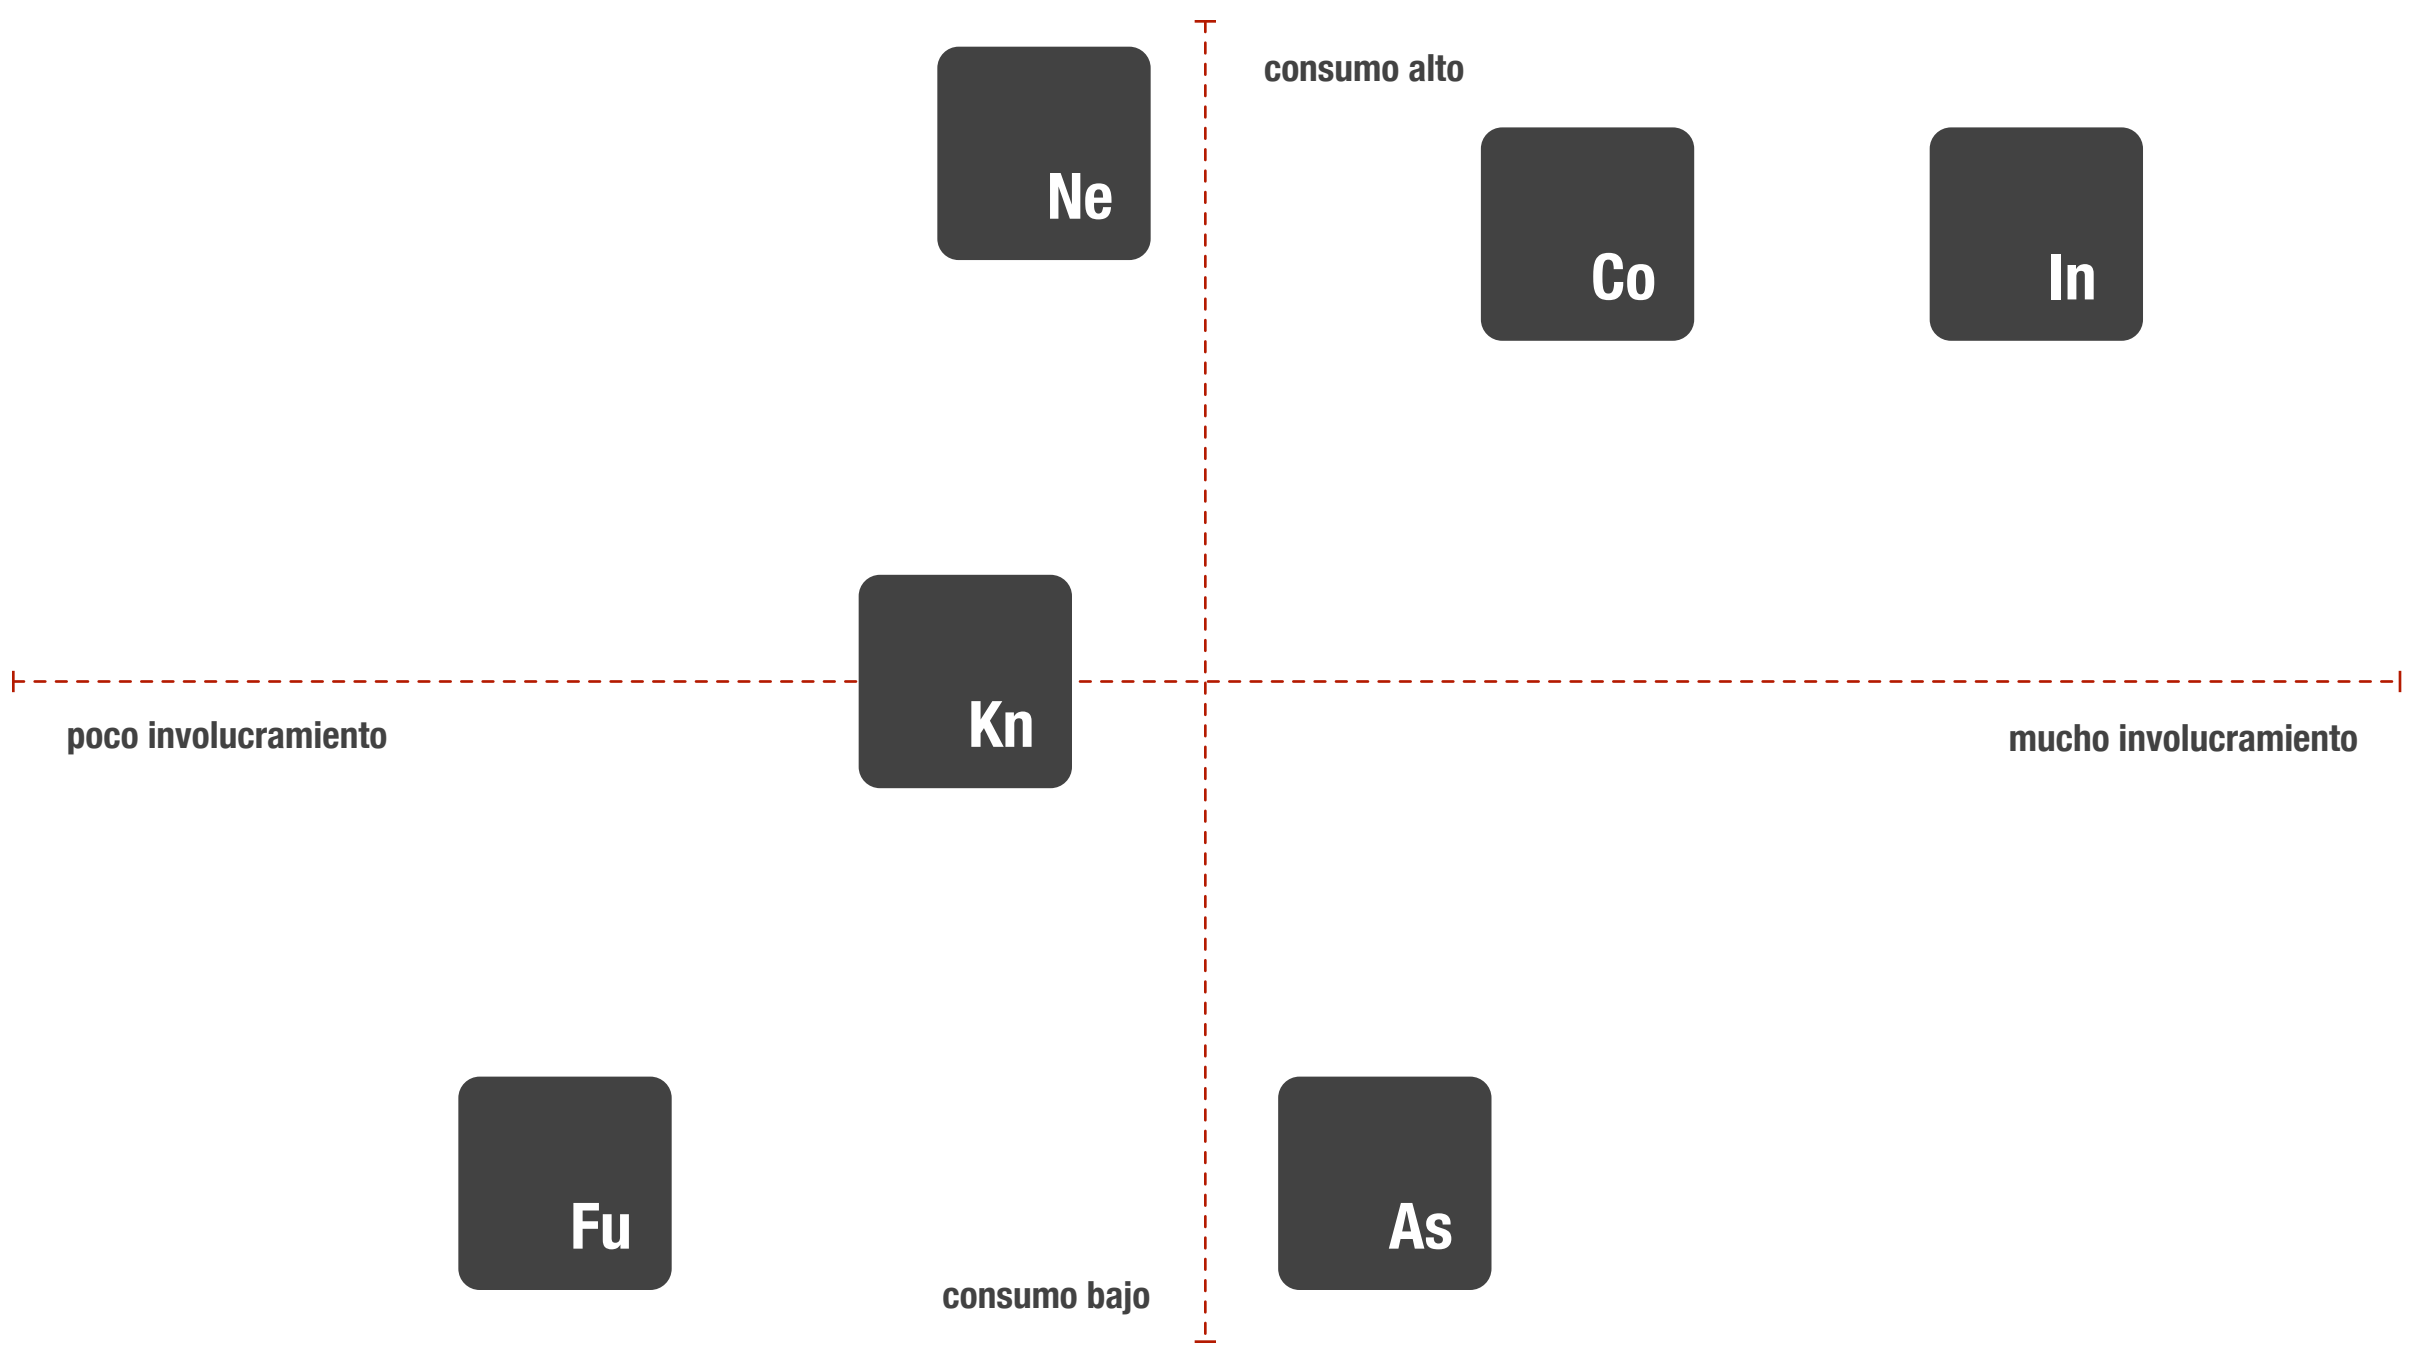 consumo alto
Ne
Co
In
Kn
poco involucramiento
mucho involucramiento
Fu
As
consumo bajo